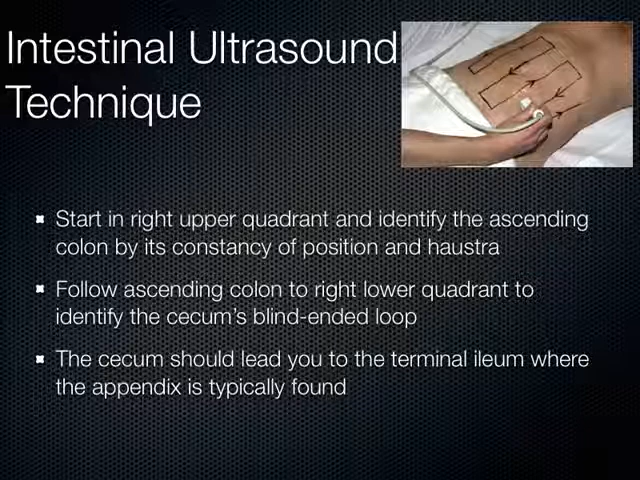 Intestinal Ultrasound
Technique
Start in right upper quadrant and identify the ascending
colon by its constancy of position and haustra
Follow ascending colon to right lower quadrant to
identify the cecum's blind-ended loop
The cecum should lead you to the terminal ileum where
the appendix is typically found